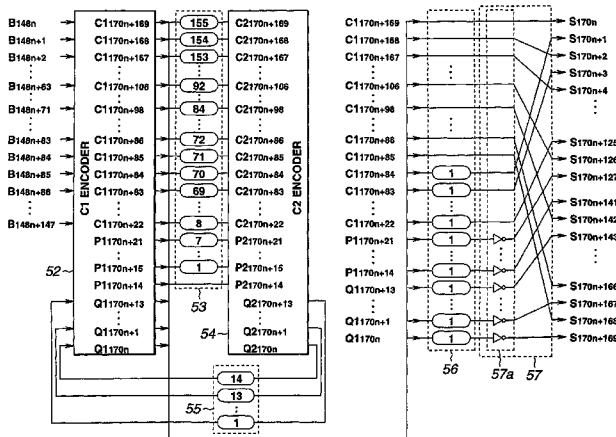 B148n
B148n+1
B148n+2
B148n+63
B148n+71
B148n+83
B148n+84
B148n+85
B148n+86
B148n+147
52
C1 ENCODER
C1170n+169
C1170n+168
C1170n+167
C1170n+106
C1170n+98
C1170n+86
C1170n+85
C1170n+84
C1170n+83
C1170n+22
P1170n+21
P1170n+15
P1170n+14
Q1170n+13
Q1170n+1
Q1170n
155
154
153
92
84
72
71
70
69
8
7
1
53
54
C2 ENCODER
C2170n+169
C2170n+168
C2170n+167
C2170n+106
C2170n+98
C2170n+86
C2170n+85
C2170n+84
C2170n+83
C2170n+22
P2170n+21
P2170n+15
P2170n+14
Q2170n+13
Q2170n+1
Q2170n
14
13
1
55
C1170n+169
C1170n+168
C1170n+167
C1170n+106
C1170n+98
C1170n+86
C1170n+85
C1170n+84
C1170n+83
C1170n+22
P1170n+21
P1170n+14
Q1170n+13
Q1170n+1
Q1170n
1
1
1
1
1
1
1
1
56
57a
57
S170n
S170n+1
S170n+2
S170n+3
S170n+4
S170n+125
S170n+126
S170n+127
S170n+141
S170n+142
S170n+143
S170n+166
S170n+167
S170n+168
S170n+169